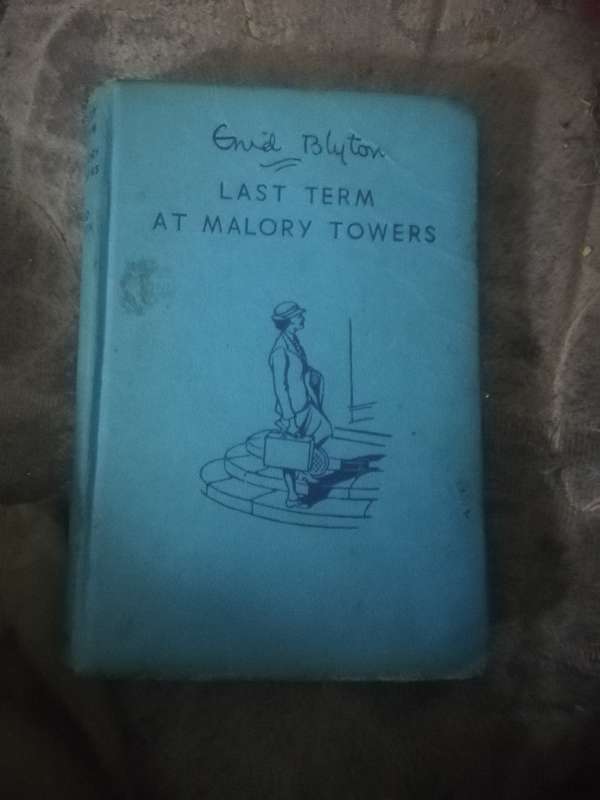 Enid Blyton
LAST TERM
AT MALORY TOWERS